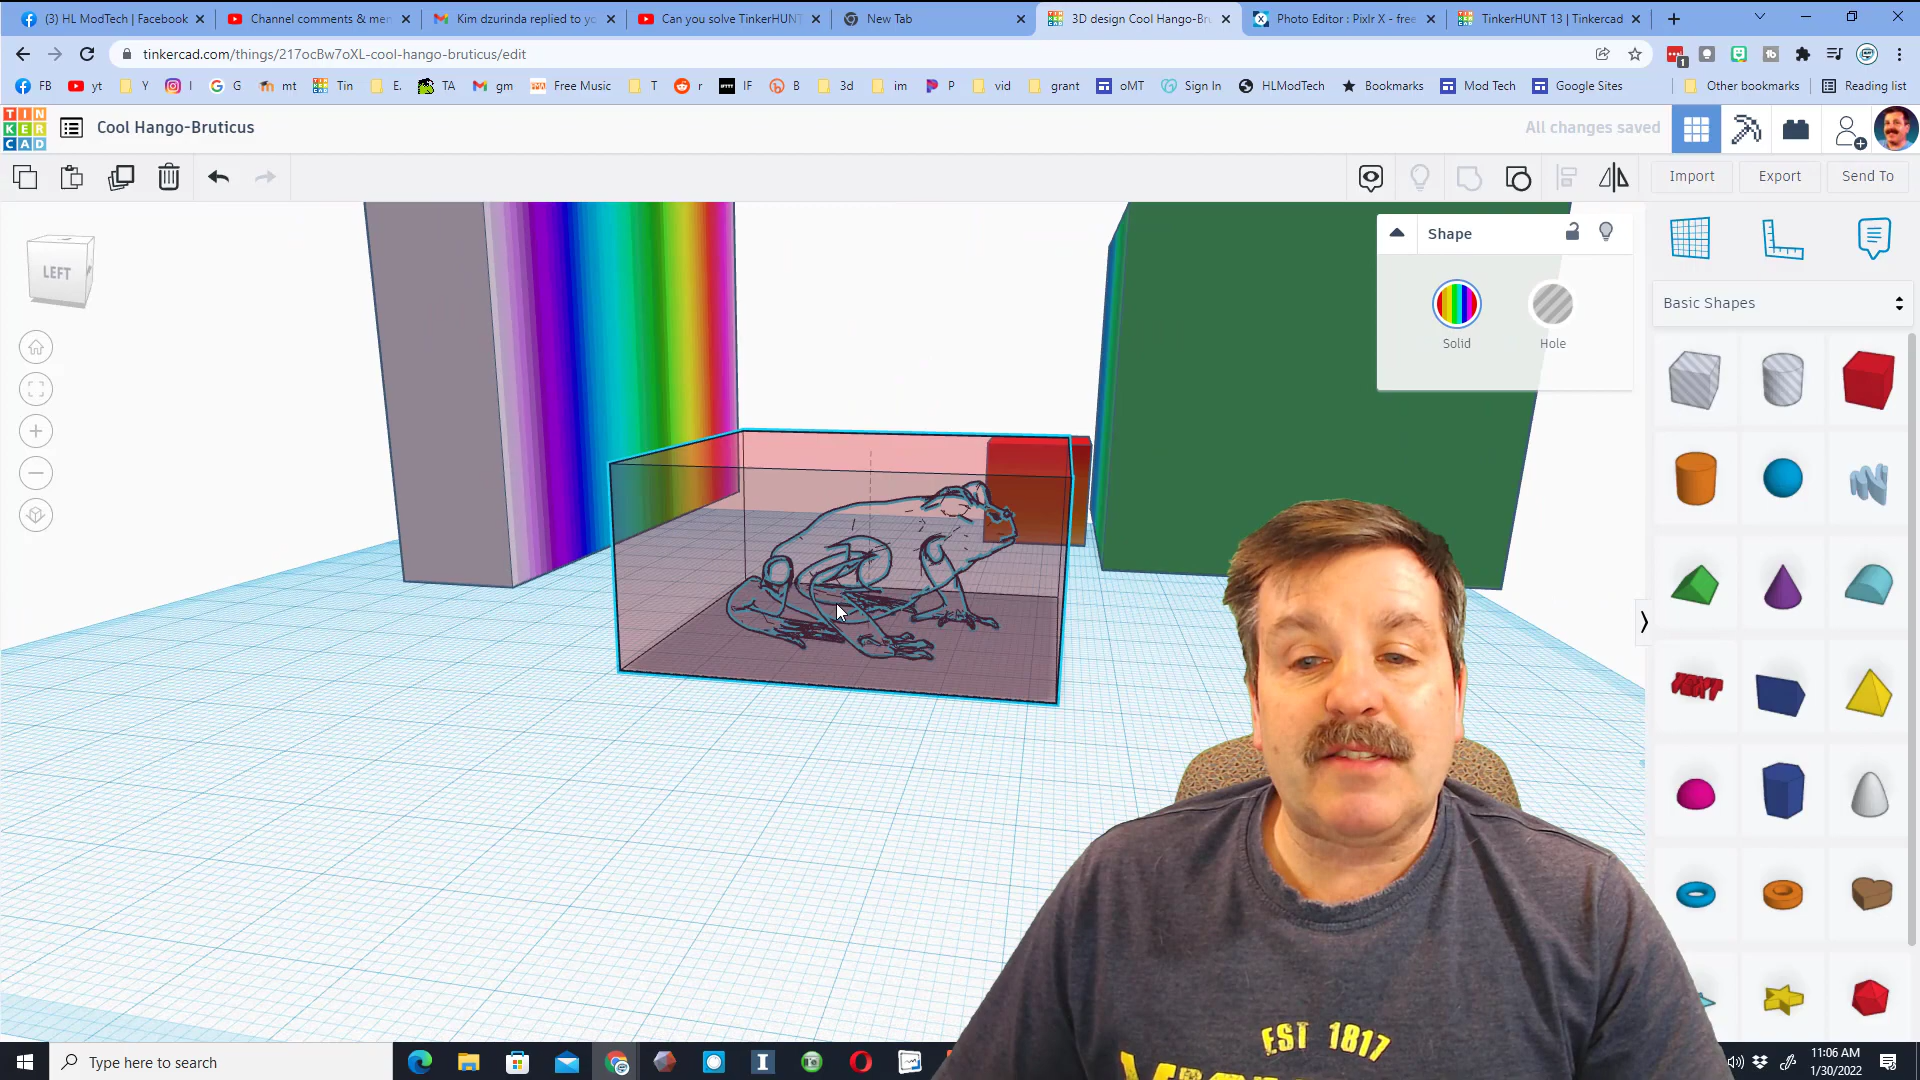 (3) HL ModTech | Facebook
Channel comments & men
Kim dzurinda replied to yo
Can you solve TinkerHUNT
New Tab
3D design Cool Hango-Bru
Photo Editor : Pixlr X - free
TinkerHUNT 13 | Tinkercad
tinkercad.com/things/217ocBw7oXL-cool-hango-bruticus/edit
1
FB
yt
Y
I
G
mt
Tin
E.
TA
gm
Free Music
T
r
IF
B
3d
im
P
vid
grant
oMT
Sign In
HLModTech
Bookmarks
Mod Tech
Google Sites
Other bookmarks
Reading list
TIN
KER
CAD
Cool Hango-Bruticus
All changes saved
Import
Export
Send To
LEFT
Shape
Solid
Hole
Basic Shapes
TEXT
EST 1817
Type here to search
11:06 AM
1/30/2022